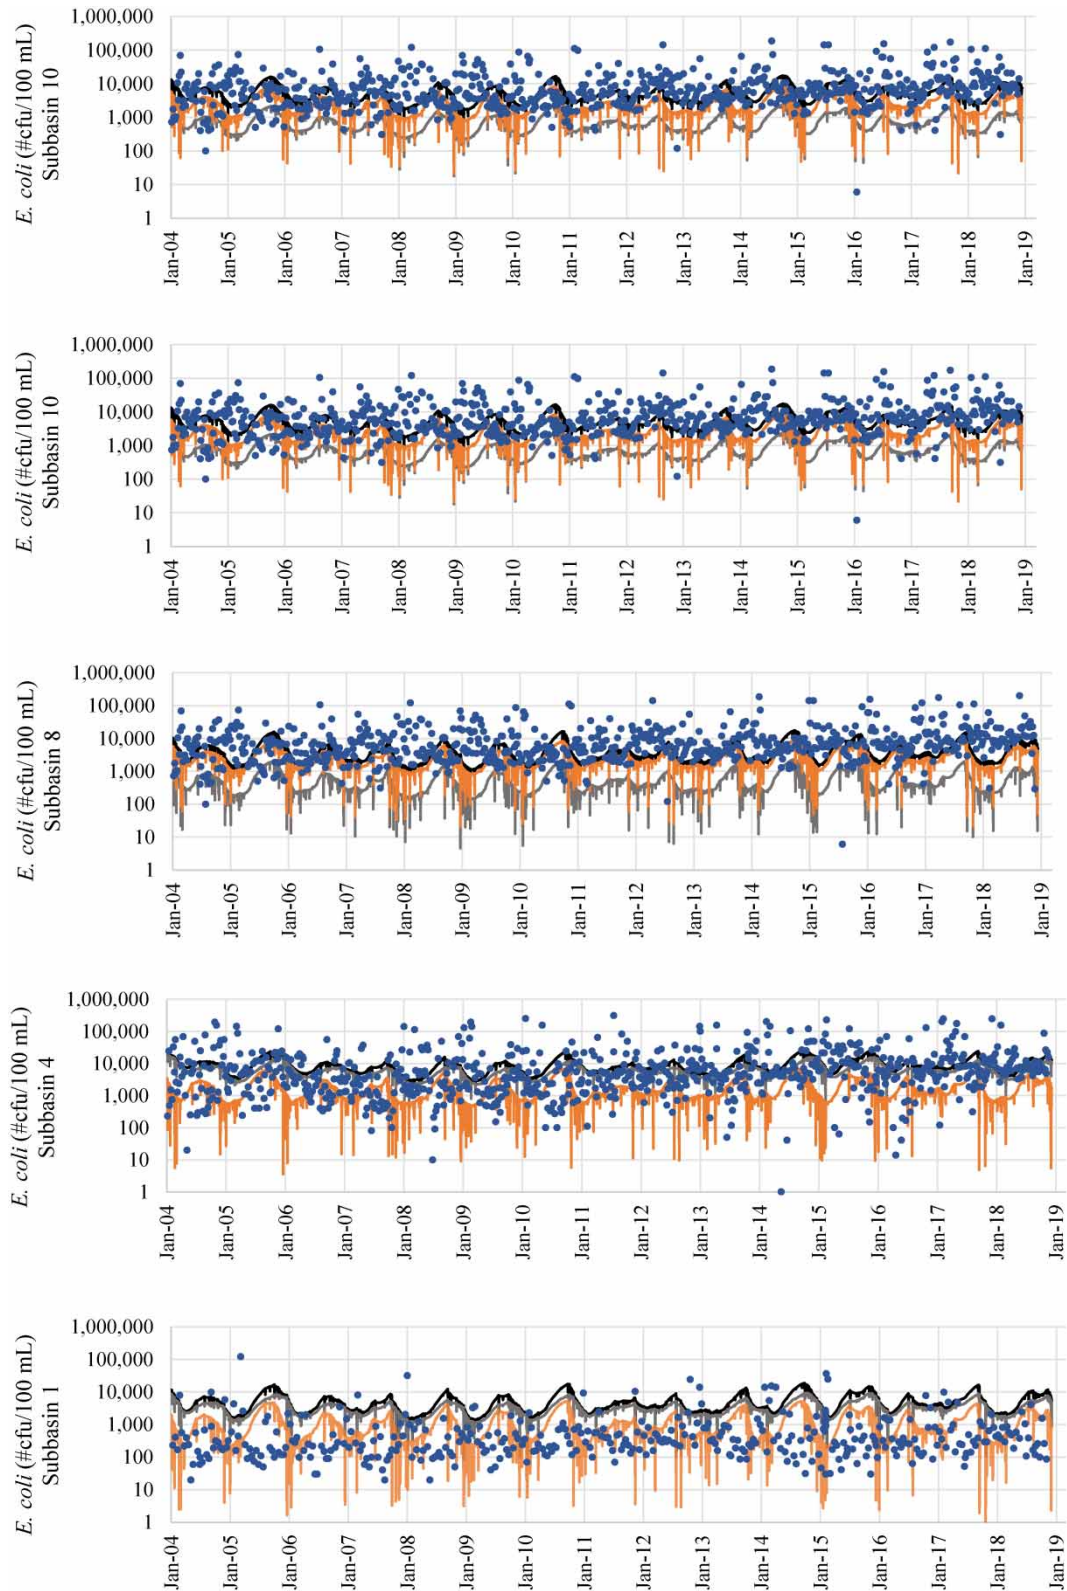 E. coli (#cfu/100 mL)
Subbasin 10
1,000,000
100,000
10,000
1,000
100
10
1
Jan-04
Jan-05
Jan-06
Jan-07
Jan-08
Jan-09
Jan-10
Jan-11
Jan-12
Jan-13
Jan-14
Jan-15
Jan-16
Jan-17
Jan-18
Jan-19
E. coli (#cfu/100 mL)
Subbasin 10
1,000,000
100,000
10,000
1,000
100
10
1
Jan-04
Jan-05
Jan-06
Jan-07
Jan-08
Jan-09
Jan-10
Jan-11
Jan-12
Jan-13
Jan-14
Jan-15
Jan-16
Jan-17
Jan-18
Jan-19
E. coli (#cfu/100 mL)
Subbasin 8
1,000,000
100,000
10,000
1,000
100
10
1
Jan-04
Jan-05
Jan-06
Jan-07
Jan-08
Jan-09
Jan-10
Jan-11
Jan-12
Jan-13
Jan-14
Jan-15
Jan-16
Jan-17
Jan-18
Jan-19
E. coli (#cfu/100 mL)
Subbasin 4
1,000,000
100,000
10,000
1,000
100
10
1
Jan-04
Jan-05
Jan-06
Jan-07
Jan-08
Jan-09
Jan-10
Jan-11
Jan-12
Jan-13
Jan-14
Jan-15
Jan-16
Jan-17
Jan-18
Jan-19
E. coli (#cfu/100 mL)
Subbasin 1
1,000,000
100,000
10,000
1,000
100
10
1
Jan-04
Jan-05
Jan-06
Jan-07
Jan-08
Jan-09
Jan-10
Jan-11
Jan-12
Jan-13
Jan-14
Jan-15
Jan-16
Jan-17
Jan-18
Jan-19